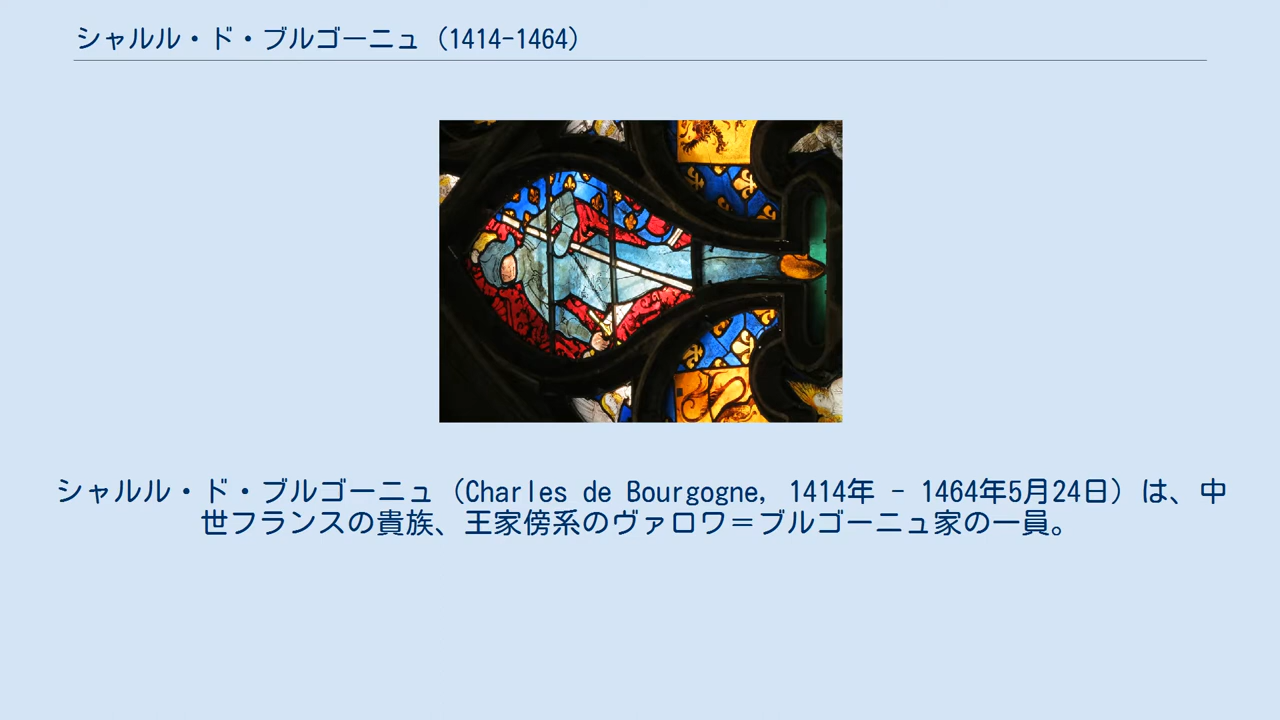 シャルル・ド・ブルゴーニュ（1414-1464）
シャルル・ド・ブルゴーニュ（Charles de Bourgogne, 1414年 - 1464年5月24日）は、中
世フランスの貴族、王家傍系のヴァロワ＝ブルゴーニュ家の一員。